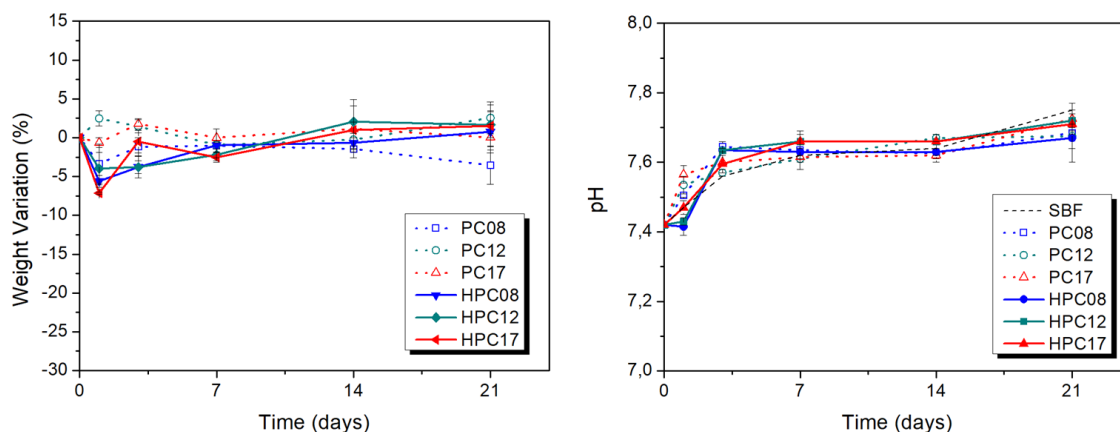 15
10
5
0
-5
-10
-15
-20
-25
-30
Weight Variation (%)
PC08
PC12
PC17
HPC08
HPC12
HPC17
0
7
14
21
Time (days)
8,0
7,8
7,6
7,4
7,2
7,0
pH
SBF
PC08
PC12
PC17
HPC08
HPC12
HPC17
0
7
14
21
Time (days)